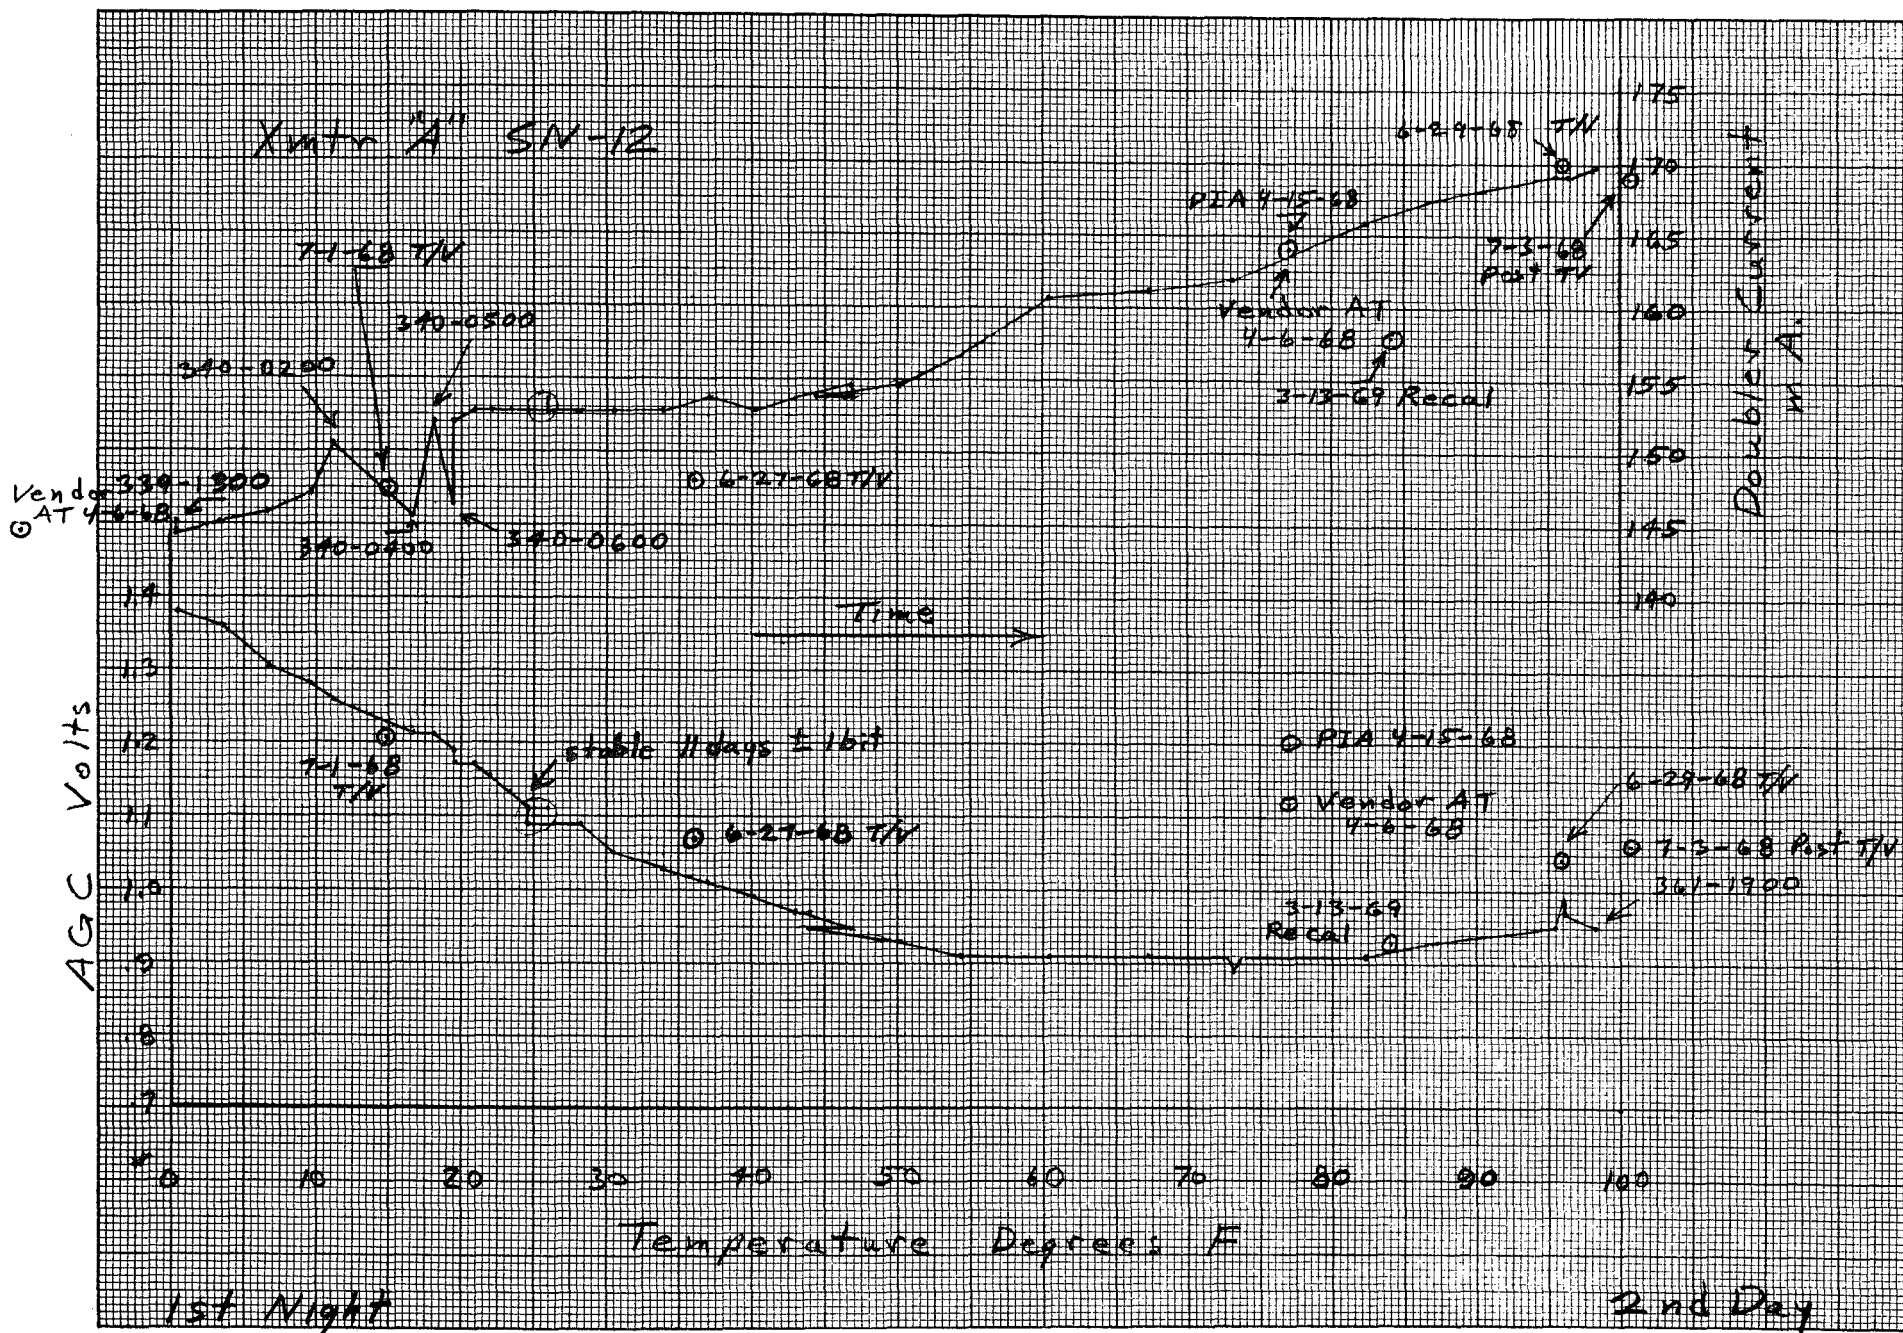 Xmtr "A" SN-12
175
6-24-68 T/V
170
PIA 4-15-68
165
7-3-68
Post TV
7-1-68 T/V
Vendor AT
4-6-68
160
340-0500
340-0200
155
3-13-69 Recal
Doubler Current
m A.
150
6-27-68 T/V
339-1300
Vendor
AT 4-6-68
145
340-0400
340-0600
140
1.4
Time
1.3
AGC Volts
1.2
stable 11 days ± 1 bit
PIA 4-15-68
7-1-68
T/V
6-29-68 T/V
1.1
Vendor AT
4-6-68
6-27-68 T/V
7-3-68 Post T/V
361-1900
1.0
3-13-69
Recal
.9
.8
.7
0 10 20 30 40 50 60 70 80 90 100
Temperature Degrees F
1st Night
2nd Day